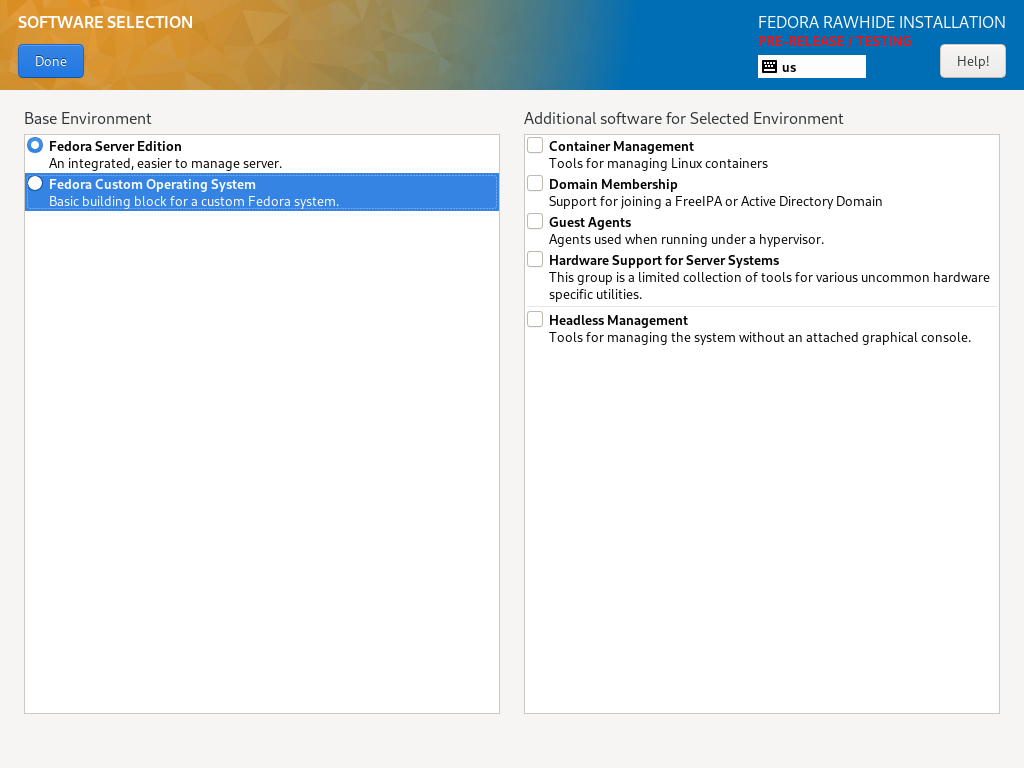 SOFTWARE SELECTION
FEDORA RAWHIDE INSTALLATION
PRE-RELEASE / TESTING
Done
us
Help!
Base Environment
Fedora Server Edition
An integrated, easier to manage server.
Fedora Custom Operating System
Basic building block for a custom Fedora system.
Additional software for Selected Environment
Container Management
Tools for managing Linux containers
Domain Membership
Support for joining a FreeIPA or Active Directory Domain
Guest Agents
Agents used when running under a hypervisor.
Hardware Support for Server Systems
This group is a limited collection of tools for various uncommon hardware
specific utilities.
Headless Management
Tools for managing the system without an attached graphical console.